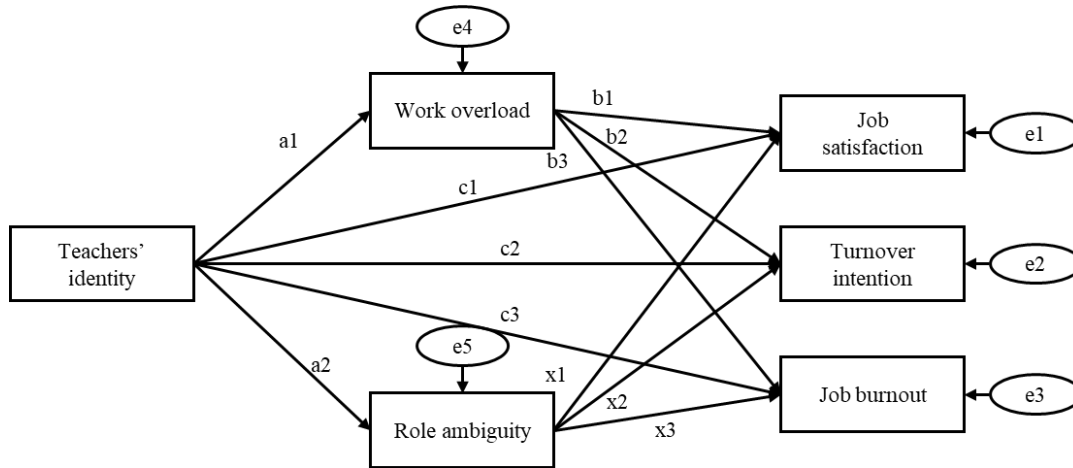 e4
Work overload
b1
Job
satisfaction
e1
a1
b2
b3
c1
Teachers’
identity
c2
Turnover
intention
e2
c3
e5
a2
x1
Job burnout
e3
x2
Role ambiguity
x3